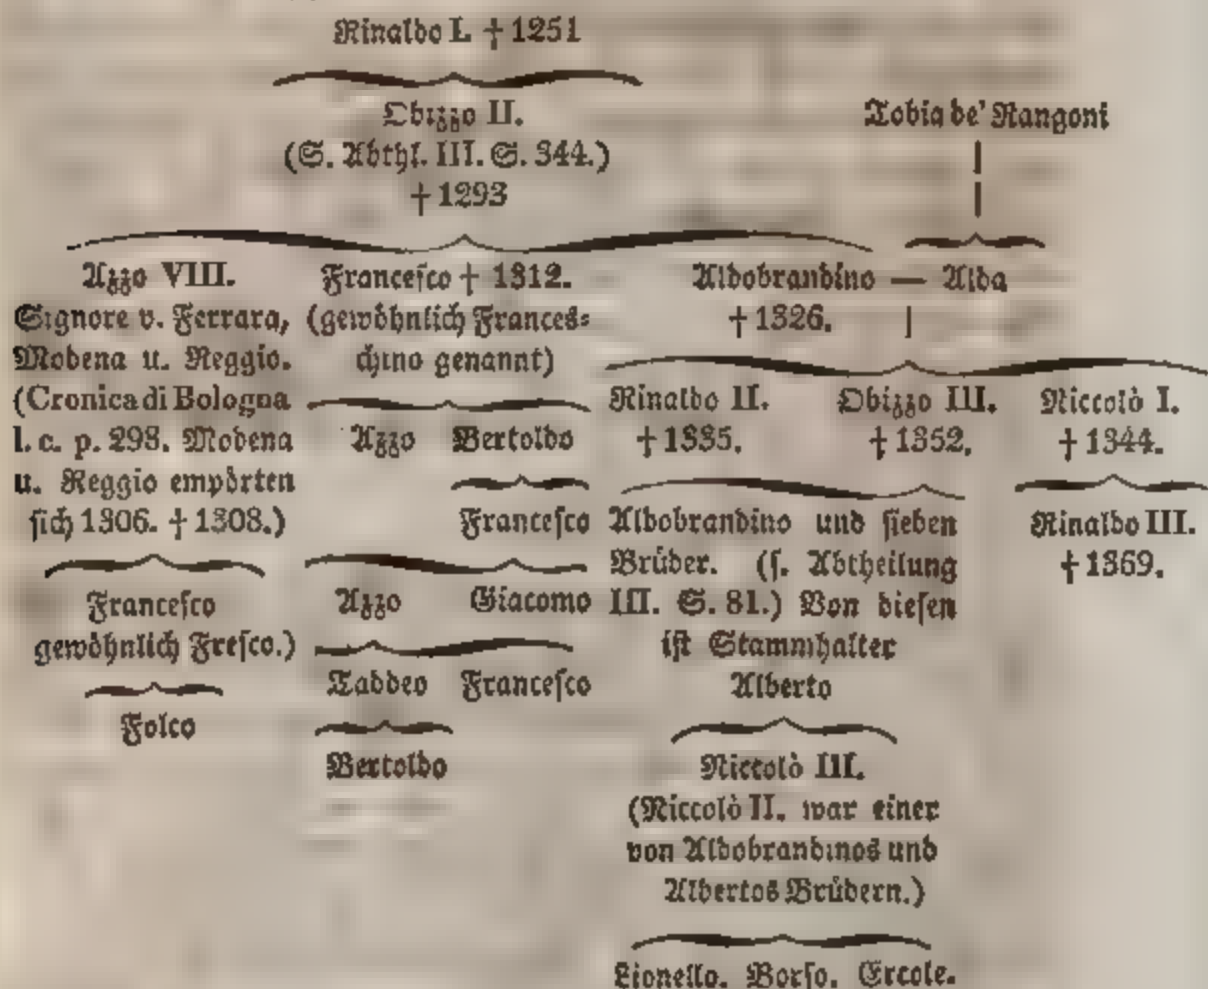 Rinaldo I. † 1251
Obizzo II.
(S. Abthl. III. S. 344.)
† 1293
Tobia de' Rangoni
Azzo VIII.
Signore v. Ferrara,
Modena u. Reggio.
(Cronica di Bologna
l. c. p. 298. Modena
u. Reggio empörten
sich 1306. † 1308.)
Francesco
gewöhnlich Fresco.)
Folco
Francesco † 1312.
(gewöhnlich Frances-
chino genannt)
Azzo Bertoldo
Francesco
Azzo Giacomo
Taddeo Francesco
Bertoldo
Aldobrandino — Alda
† 1326.
Rinaldo II. Obizzo III. Niccolò I.
† 1335. † 1352. † 1344.
Aldobrandino und sieben
Brüder. (s. Abtheilung
III. S. 81.) Von diesen
ist Stammhalter
Alberto
Niccolò III.
(Niccolò II. war einer
von Aldobrandinos und
Albertos Brüdern.)
Lionello. Borso. Ercole.
Rinaldo III.
† 1369.